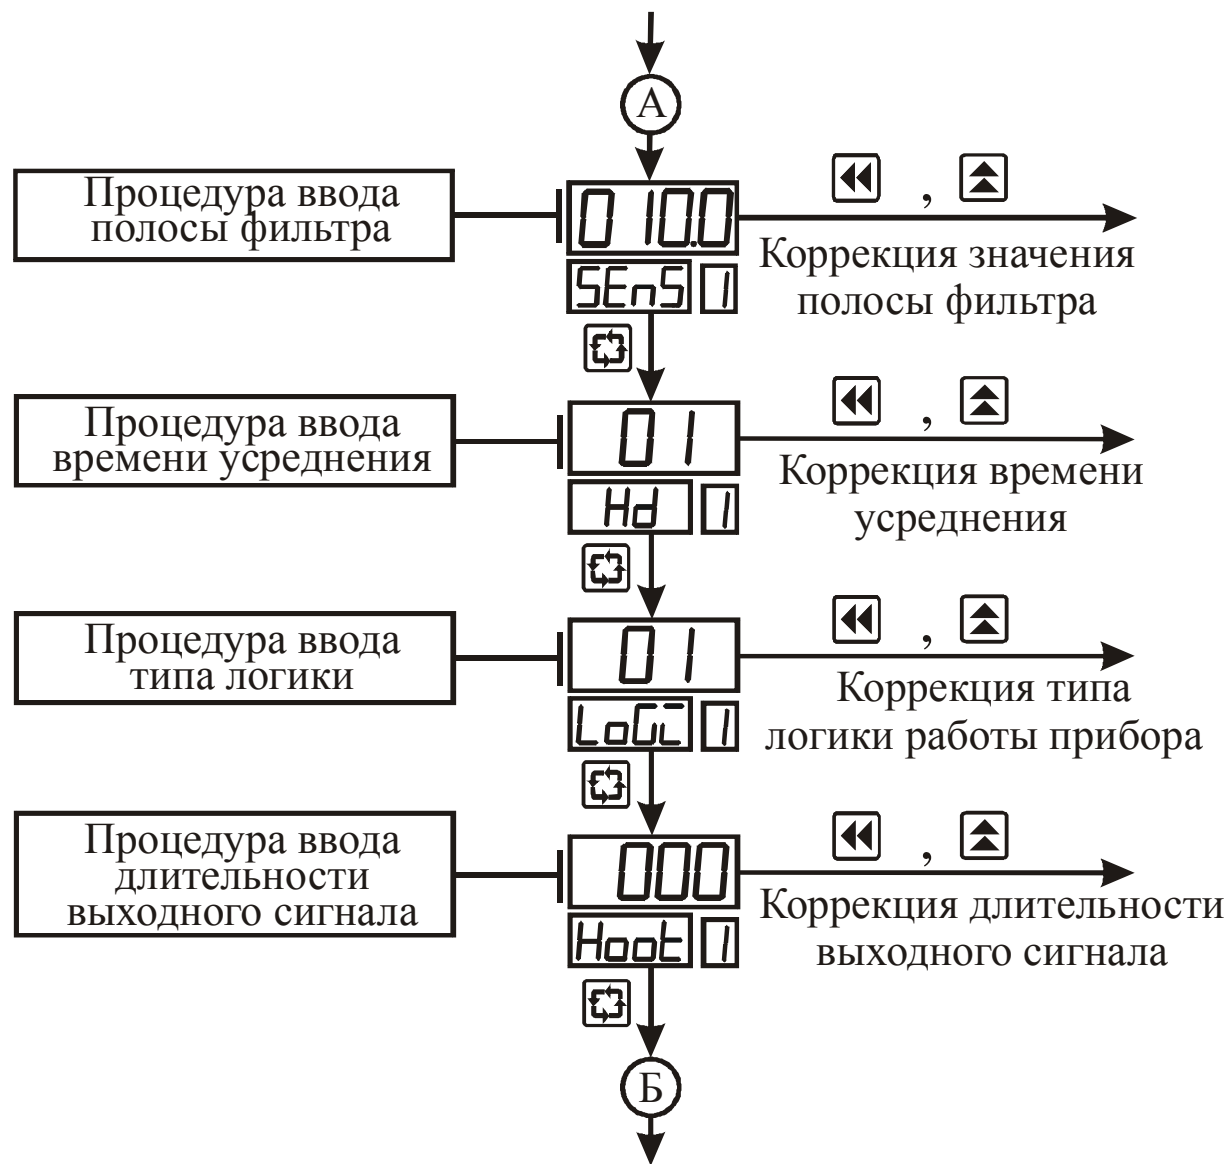 А
Процедура ввода
полосы фильтра
010.0
SEnS 1
,
Коррекция значения
полосы фильтра
Процедура ввода
времени усреднения
01
Hd 1
,
Коррекция времени
усреднения
Процедура ввода
типа логики
01
LoGi 1
,
Коррекция типа
логики работы прибора
Процедура ввода
длительности
выходного сигнала
000
Hoot 1
,
Коррекция длительности
выходного сигнала
Б